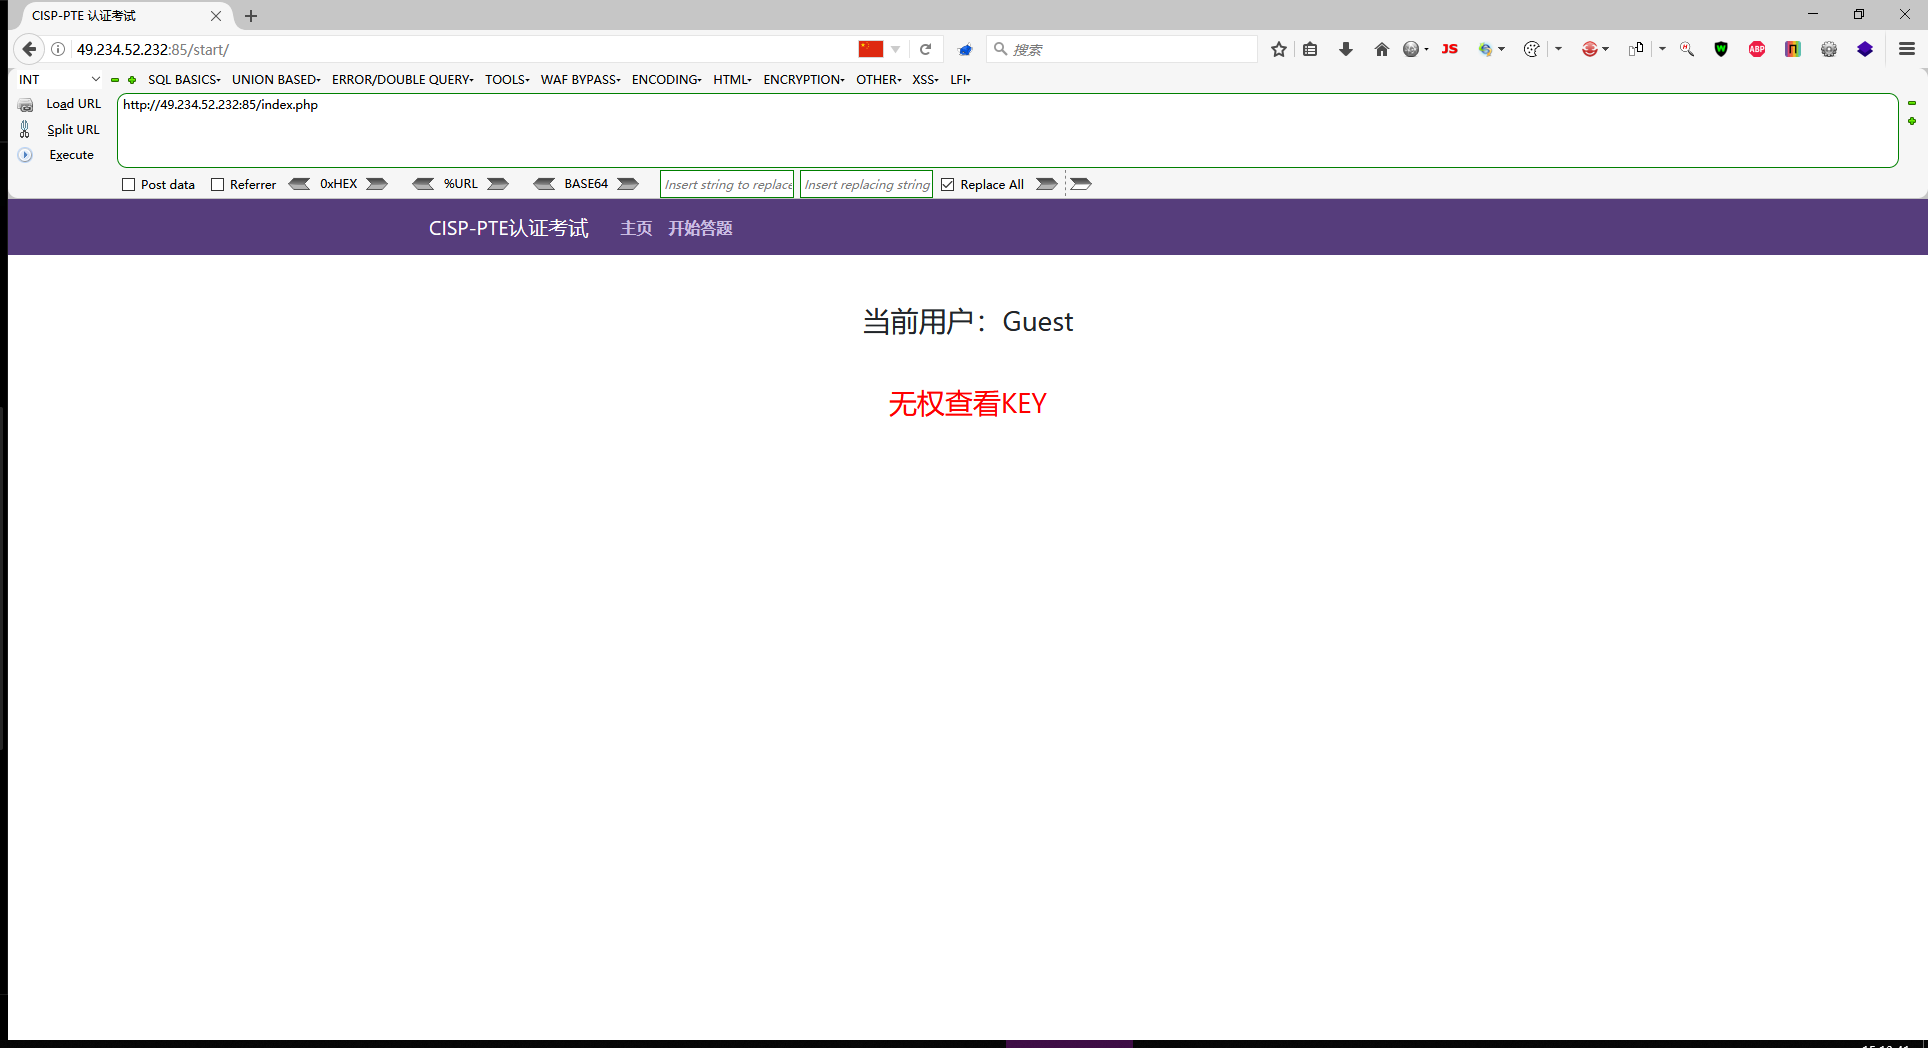 CISP-PTE 认证考试
49.234.52.232:85/start/
搜索
JS
ABP
INT
SQL BASICS UNION BASED ERROR/DOUBLE QUERY TOOLS WAF BYPASS ENCODING HTML ENCRYPTION OTHER XSS LFI
Load URL
http://49.234.52.232:85/index.php
Split URL
Execute
Post data Referrer 0xHEX %URL BASE64 Insert string to replace Insert replacing string Replace All
CISP-PTE认证考试 主页 开始答题
当前用户：Guest
无权查看KEY